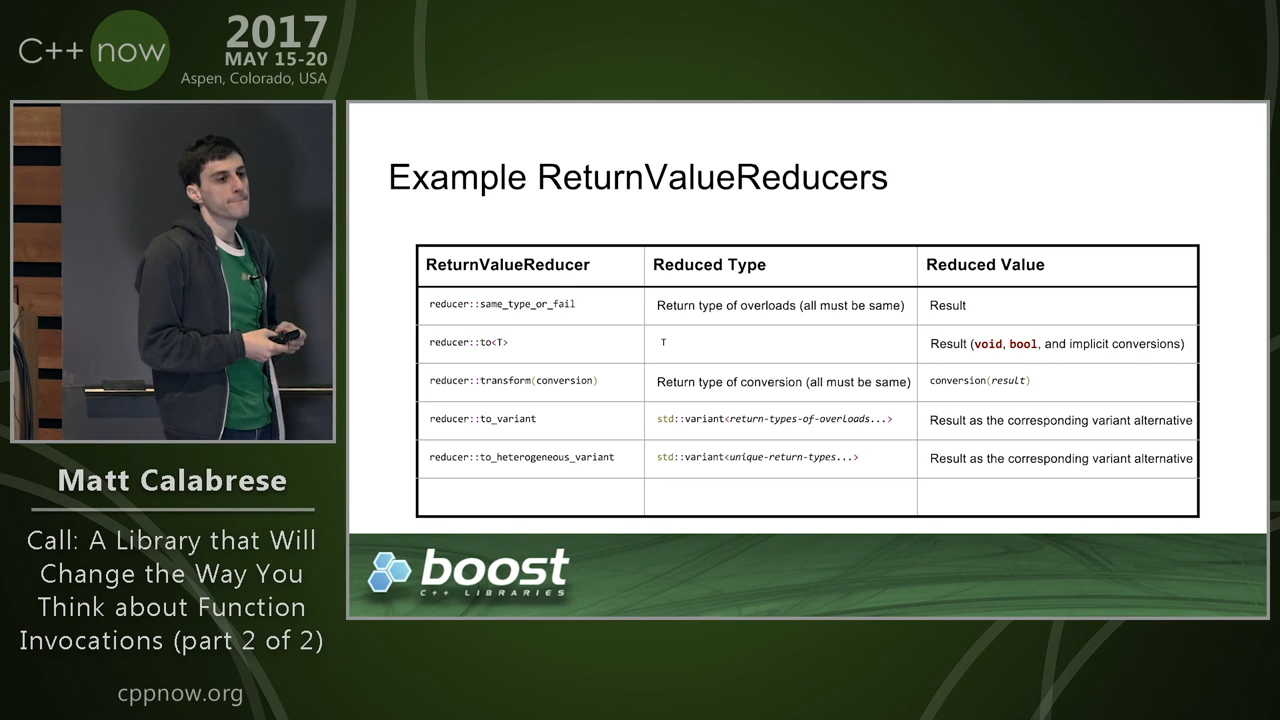 C++ now
2017
MAY 15-20
Aspen, Colorado, USA
Example ReturnValueReducers
ReturnValueReducer Reduced Type Reduced Value
reducer::same_type_or_fail Return type of overloads (all must be same) Result
reducer::to<T> T Result (void, bool, and implicit conversions)
reducer::transform(conversion) Return type of conversion (all must be same) conversion(result)
reducer::to_variant std::variant<return-types-of-overloads...> Result as the corresponding variant alternative
reducer::to_heterogeneous_variant std::variant<unique-return-types...> Result as the corresponding variant alternative
boost
C++ LIBRARIES
Matt Calabrese
Call: A Library that Will
Change the Way You
Think about Function
Invocations (part 2 of 2)
cppnow.org